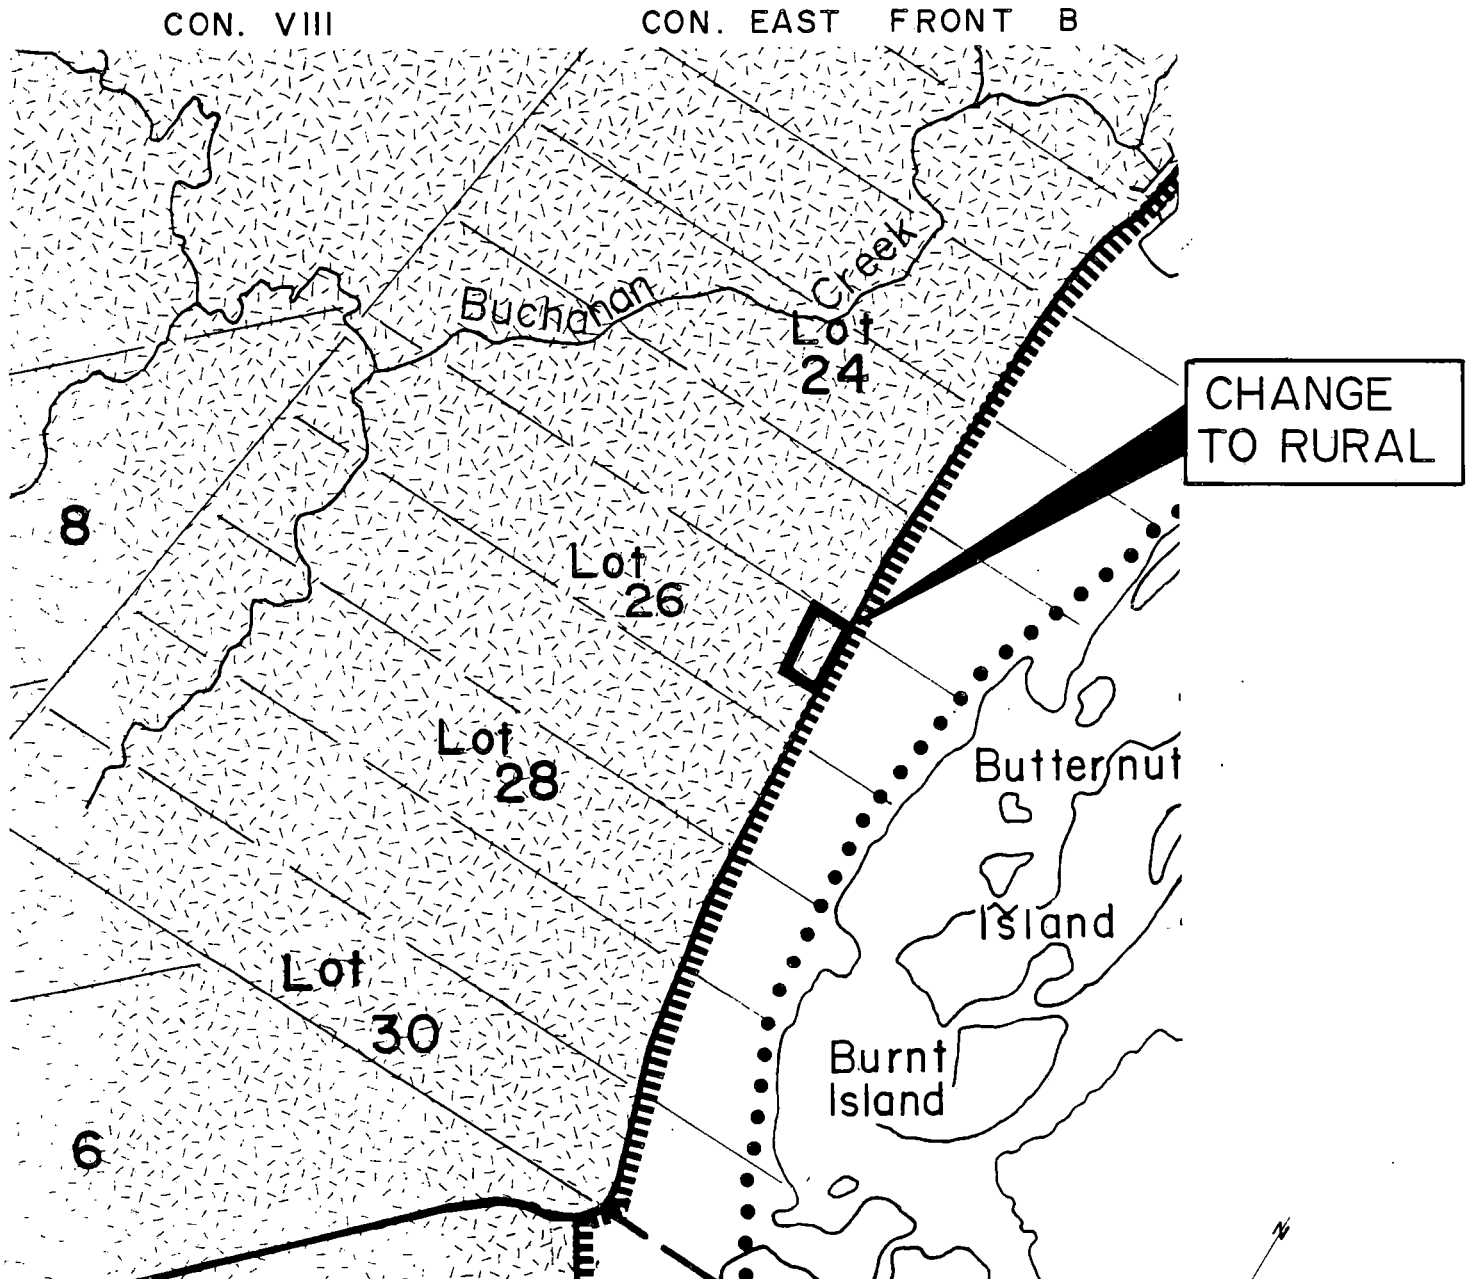 CON. VIII
CON. EAST FRONT B
Buchanan Creek
Lot
24
CHANGE
TO RURAL
8
Lot
26
Lot
28
Butternut
Island
Lot
30
Burnt
Island
6
N